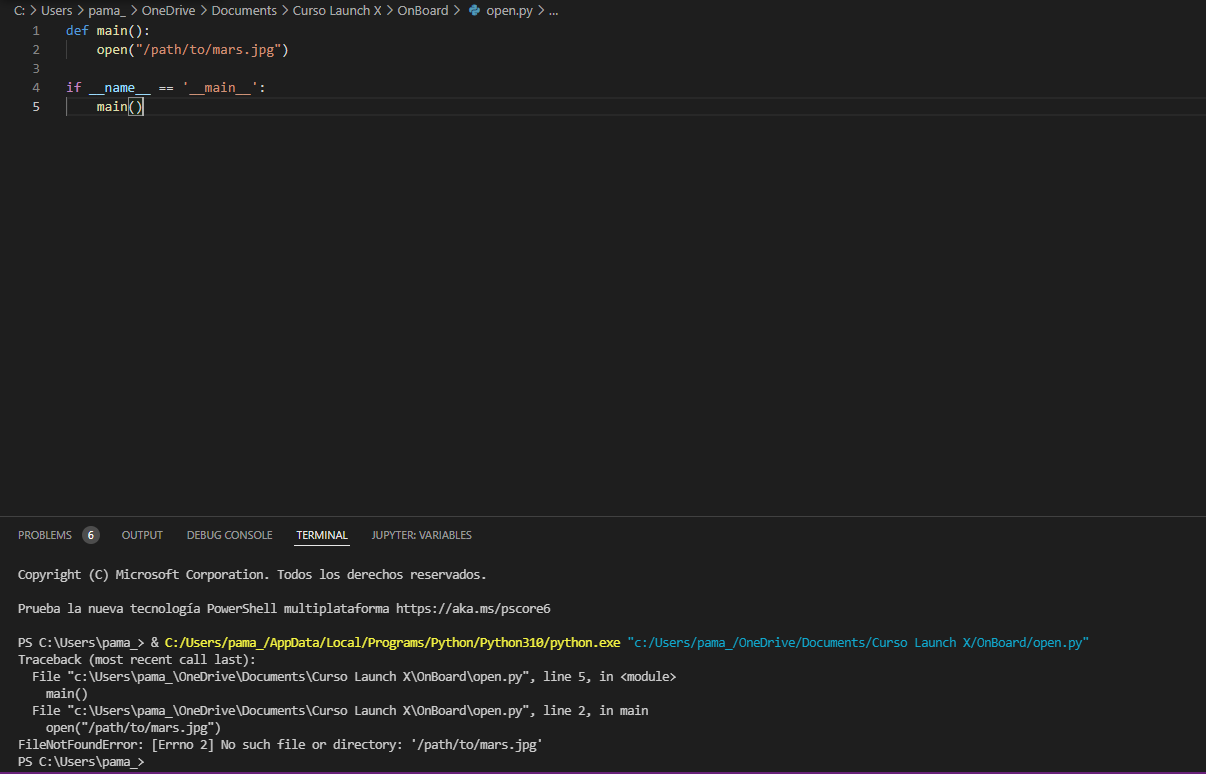 C: > Users > pama_ > OneDrive > Documents > Curso Launch X > OnBoard > open.py > ...
1 def main():
2     open("/path/to/mars.jpg")
3
4 if __name__ == '__main__':
5     main()
PROBLEMS 6 OUTPUT DEBUG CONSOLE TERMINAL JUPYTER: VARIABLES
Copyright (C) Microsoft Corporation. Todos los derechos reservados.
Prueba la nueva tecnología PowerShell multiplataforma https://aka.ms/pscore6
PS C:\Users\pama_> & C:/Users/pama_/AppData/Local/Programs/Python/Python310/python.exe "c:/Users/pama_/OneDrive/Documents/Curso Launch X/OnBoard/open.py"
Traceback (most recent call last):
  File "c:\Users\pama_\OneDrive\Documents\Curso Launch X\OnBoard\open.py", line 5, in <module>
    main()
  File "c:\Users\pama_\OneDrive\Documents\Curso Launch X\OnBoard\open.py", line 2, in main
    open("/path/to/mars.jpg")
FileNotFoundError: [Errno 2] No such file or directory: '/path/to/mars.jpg'
PS C:\Users\pama_>